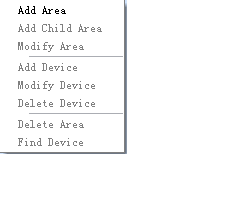 Add Area
Add Child Area
Modify Area
Add Device
Modify Device
Delete Device
Delete Area
Find Device